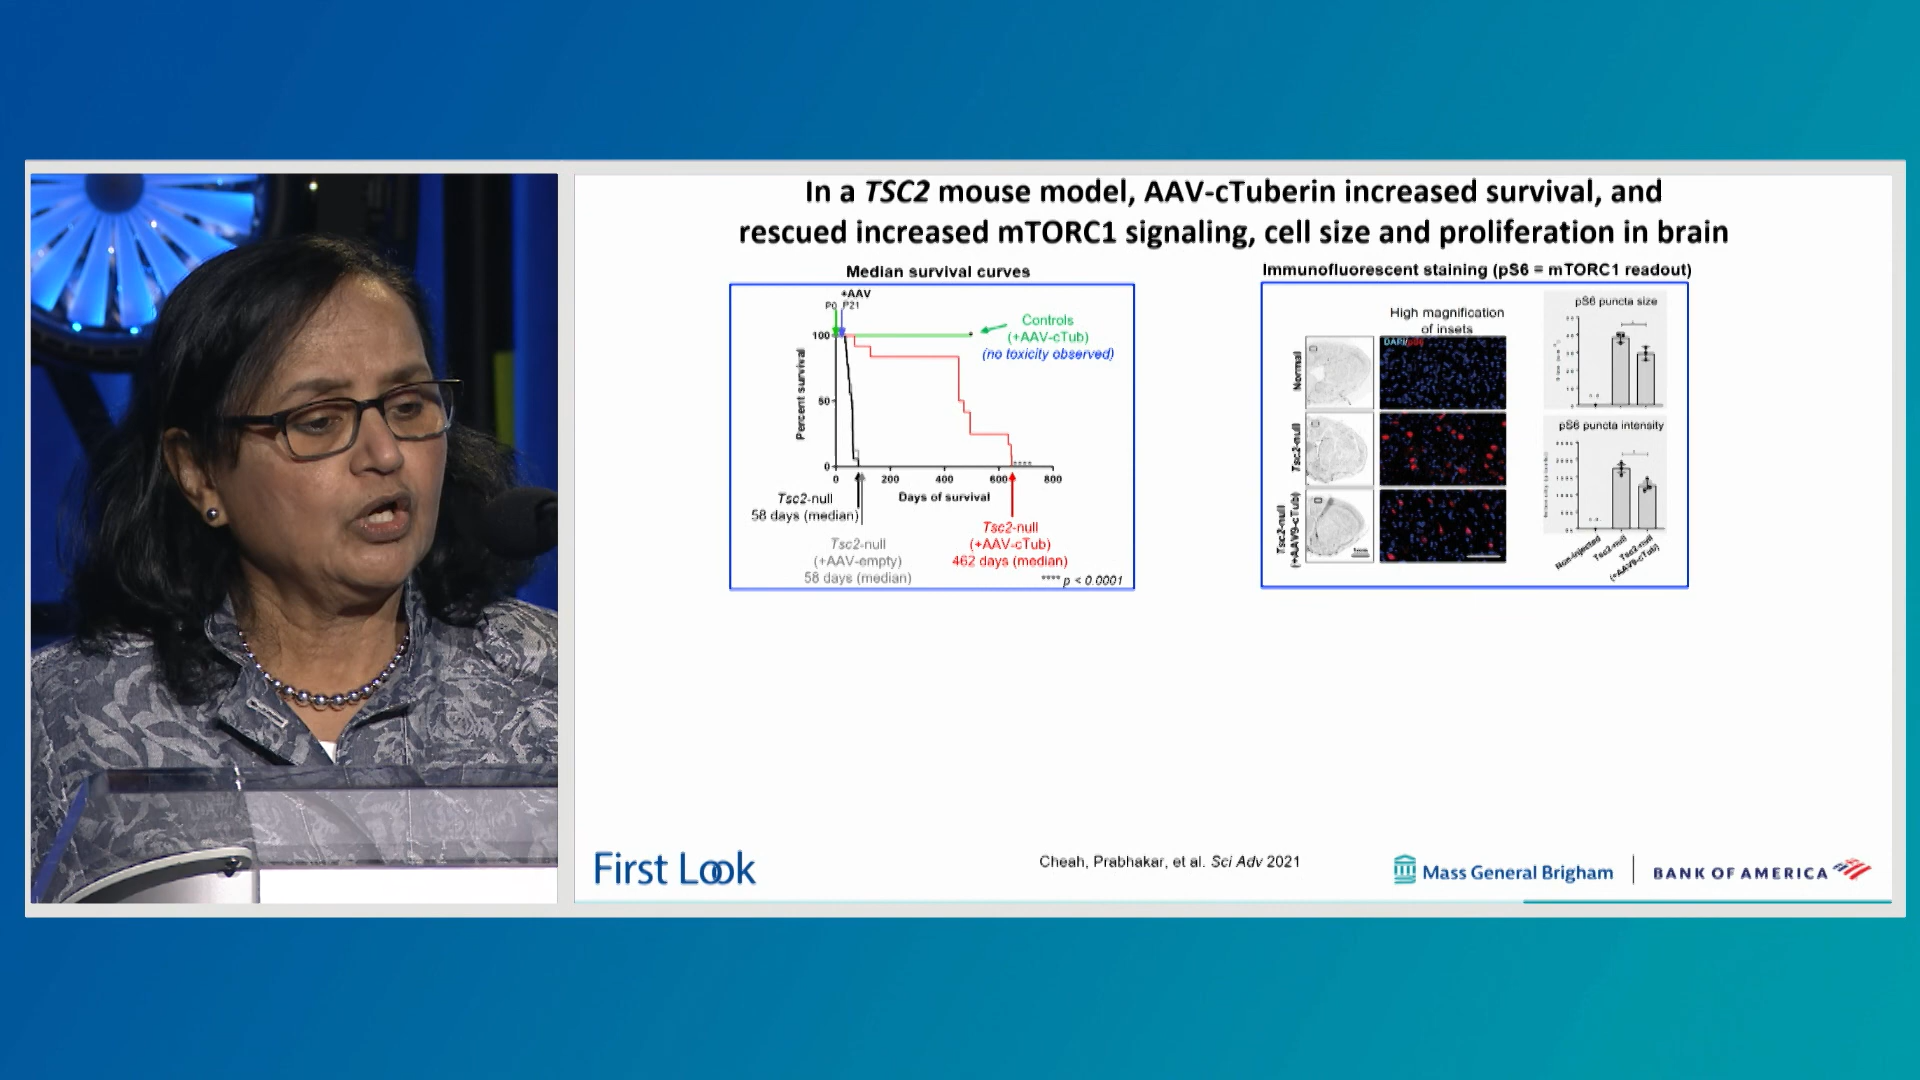 In a TSC2 mouse model, AAV-cTuberin increased survival, and
rescued increased mTORC1 signaling, cell size and proliferation in brain
Median survival curves
+AAV
P0 P21
100
50
0
Percent survival
0 200 400 600 800
Days of survival
Controls
(+AAV-cTub)
(no toxicity observed)
Tsc2-null
58 days (median)
Tsc2-null
(+AAV-empty)
58 days (median)
Tsc2-null
(+AAV-cTub)
462 days (median)
**** p < 0.0001
Immunofluorescent staining (pS6 = mTORC1 readout)
High magnification
of insets
DAPI/pS6
Normal
Tsc2-null
Tsc2-null
(+AAV9-cTub)
pS6 puncta size
pS6 puncta intensity
Non-injected
Tsc2-null
Tsc2-null
(+AAV9-cTub)
First Look
Cheah, Prabhakar, et al. Sci Adv 2021
Mass General Brigham
BANK OF AMERICA